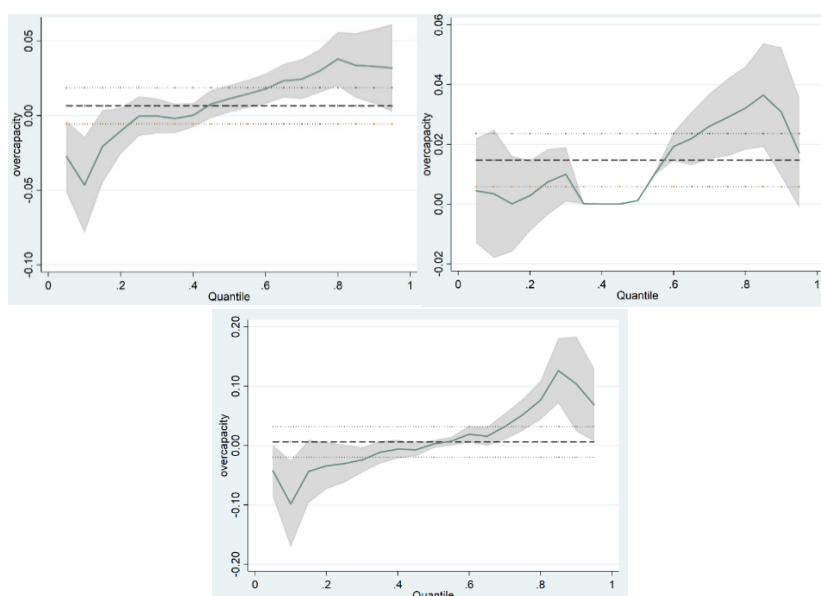 overcapacity
0.05
0.00
-0.05
-0.10
0 .2 .4 .6 .8 1
Quantile
overcapacity
0.06
0.04
0.02
0.00
-0.02
0 .2 .4 .6 .8 1
Quantile
overcapacity
0.20
0.10
0.00
-0.10
-0.20
0 .2 .4 .6 .8 1
Quantile